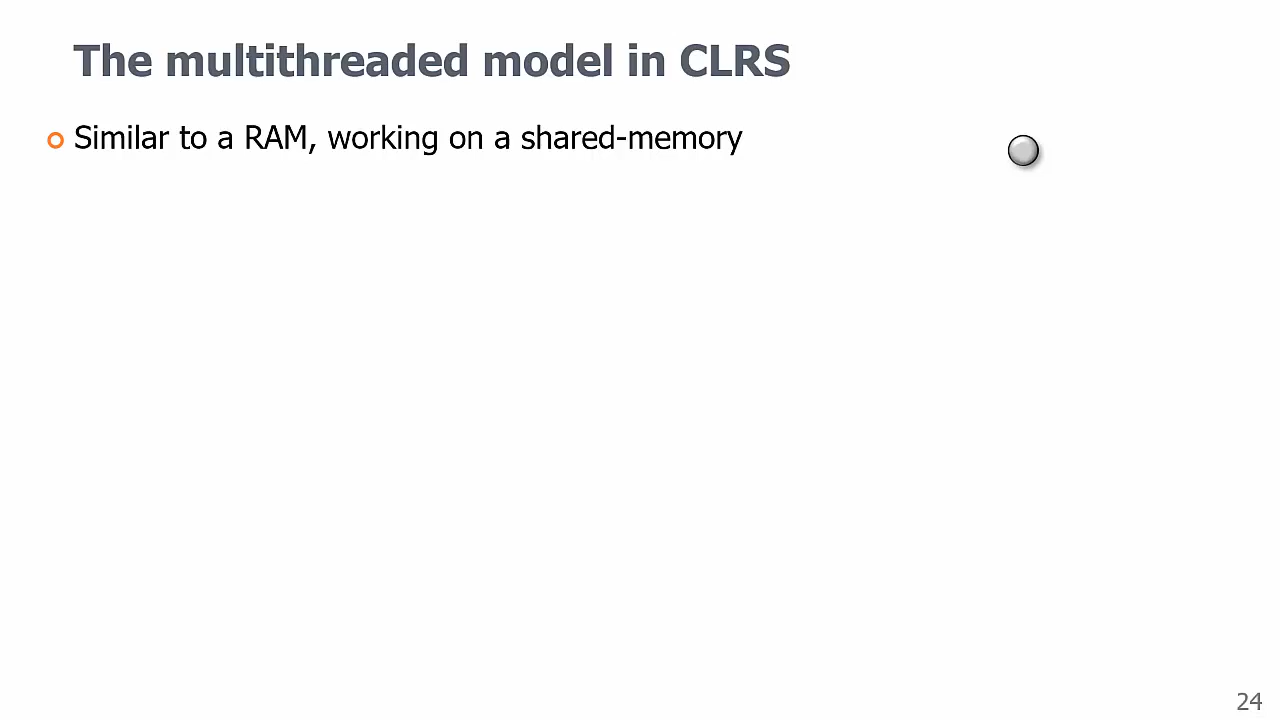 The multithreaded model in CLRS
Similar to a RAM, working on a shared-memory
24